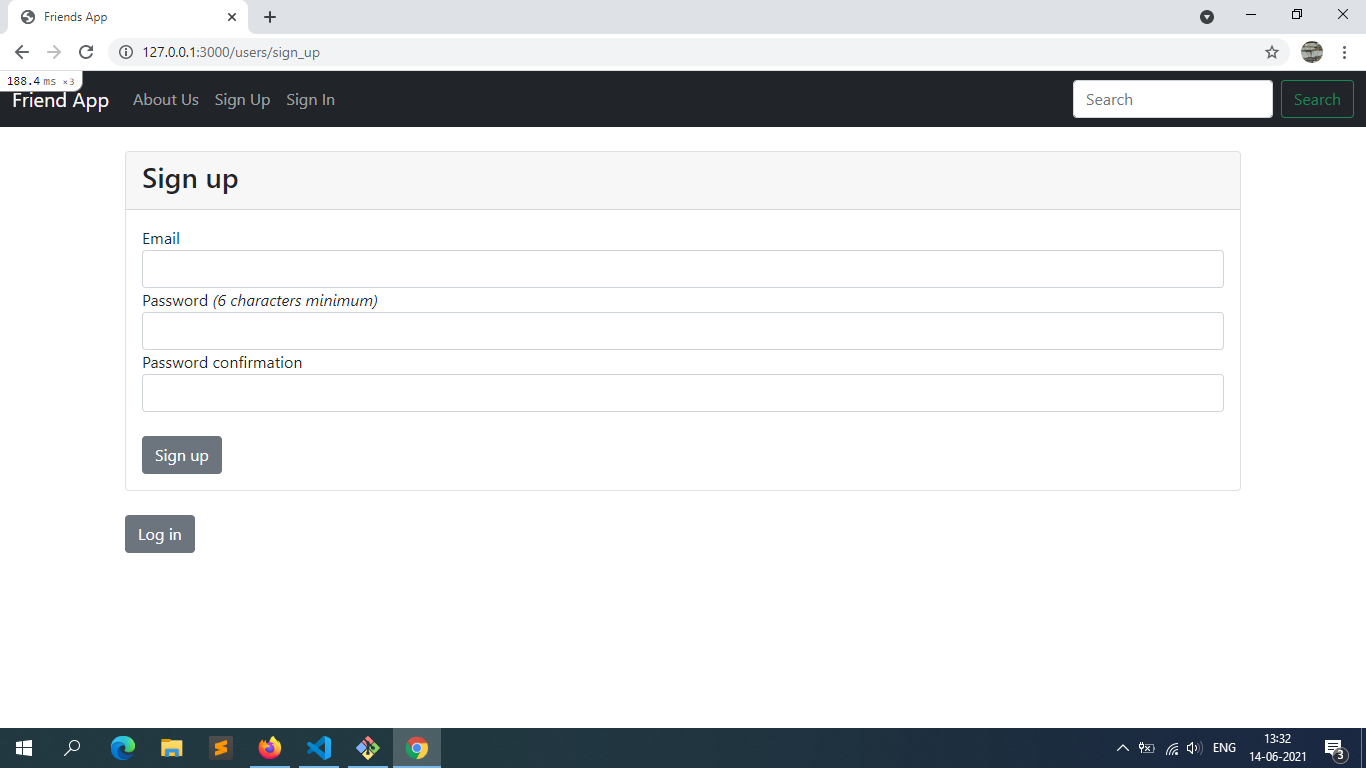 Friends App
127.0.0.1:3000/users/sign_up
188.4 ms ×3
Friend App About Us Sign Up Sign In Search Search
Sign up
Email
Password (6 characters minimum)
Password confirmation
Sign up
Log in
ENG 13:32
14-06-2021
3